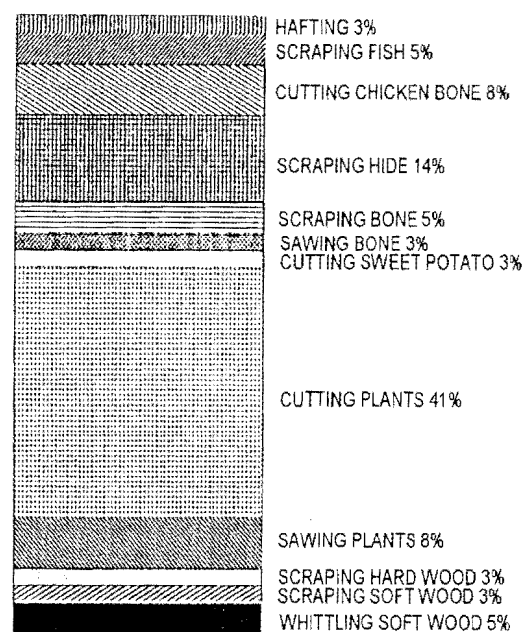 HAFTING 3%
SCRAPING FISH 5%
CUTTING CHICKEN BONE 8%
SCRAPING HIDE 14%
SCRAPING BONE 5%
SAWING BONE 3%
CUTTING SWEET POTATO 3%
CUTTING PLANTS 41%
SAWING PLANTS 8%
SCRAPING HARD WOOD 3%
SCRAPING SOFT WOOD 3%
WHITTLING SOFT WOOD 5%